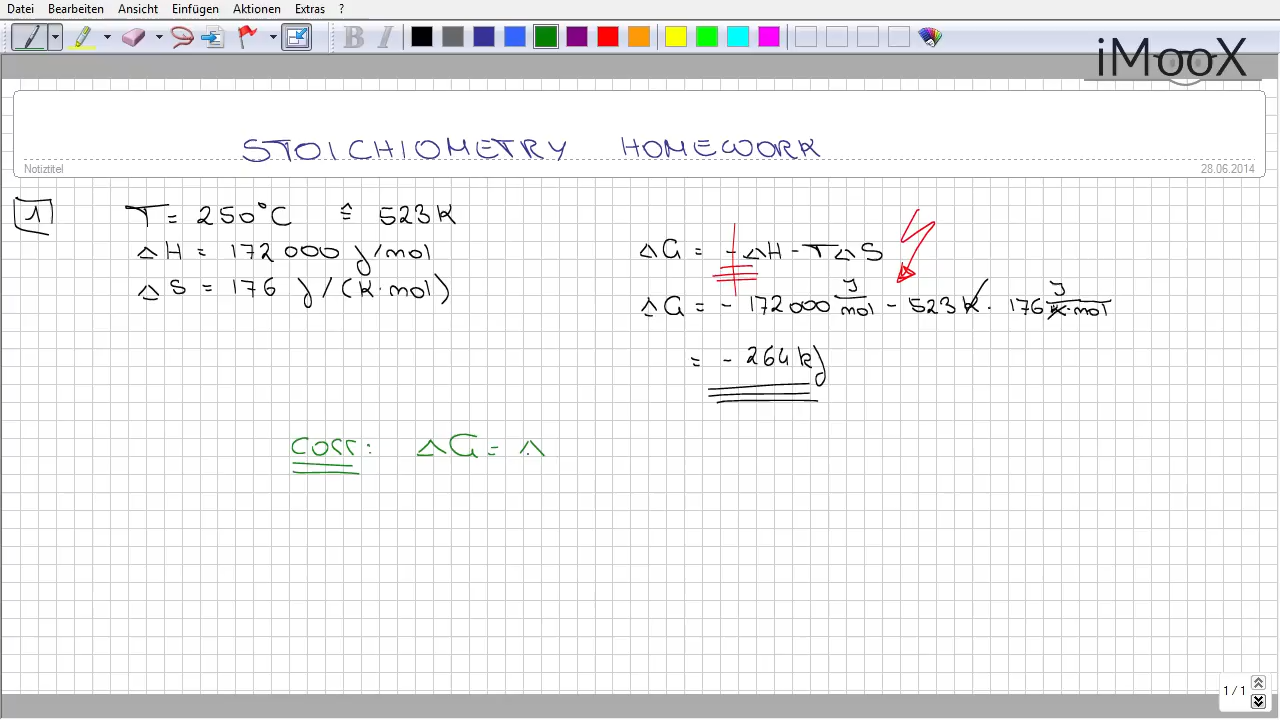 Datei Bearbeiten Ansicht Einfügen Aktionen Extras ?
B I
iMooX
STOICHIOMETRY HOMEWORK
Notiztitel 28.06.2014
1 T = 250°C ≙ 523 K
ΔH = 172 000 J/mol
ΔS = 176 J/(K·mol)
ΔG = - ΔH - TΔS
ΔG = - 172 000 J/mol - 523 K · 176 J/K·mol
= - 264 kJ
corr: ΔG = Δ
1 / 1